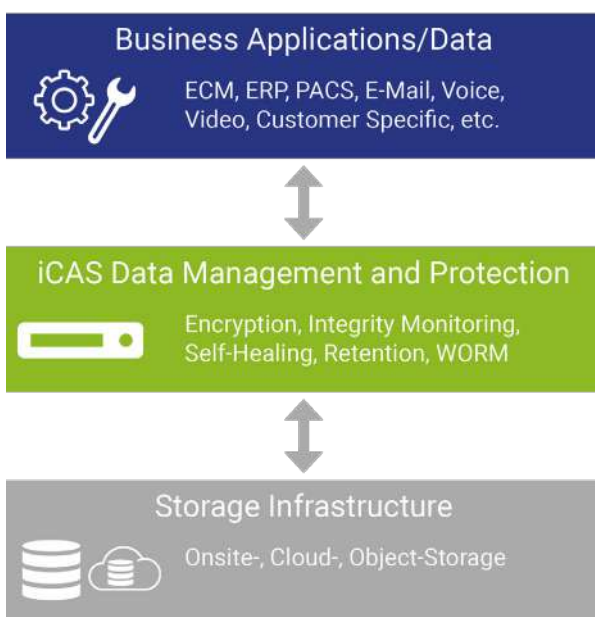 Business Applications/Data
ECM, ERP, PACS, E-Mail, Voice,
Video, Customer Specific, etc.
iCAS Data Management and Protection
Encryption, Integrity Monitoring,
Self-Healing, Retention, WORM
Storage Infrastructure
Onsite-, Cloud-, Object-Storage